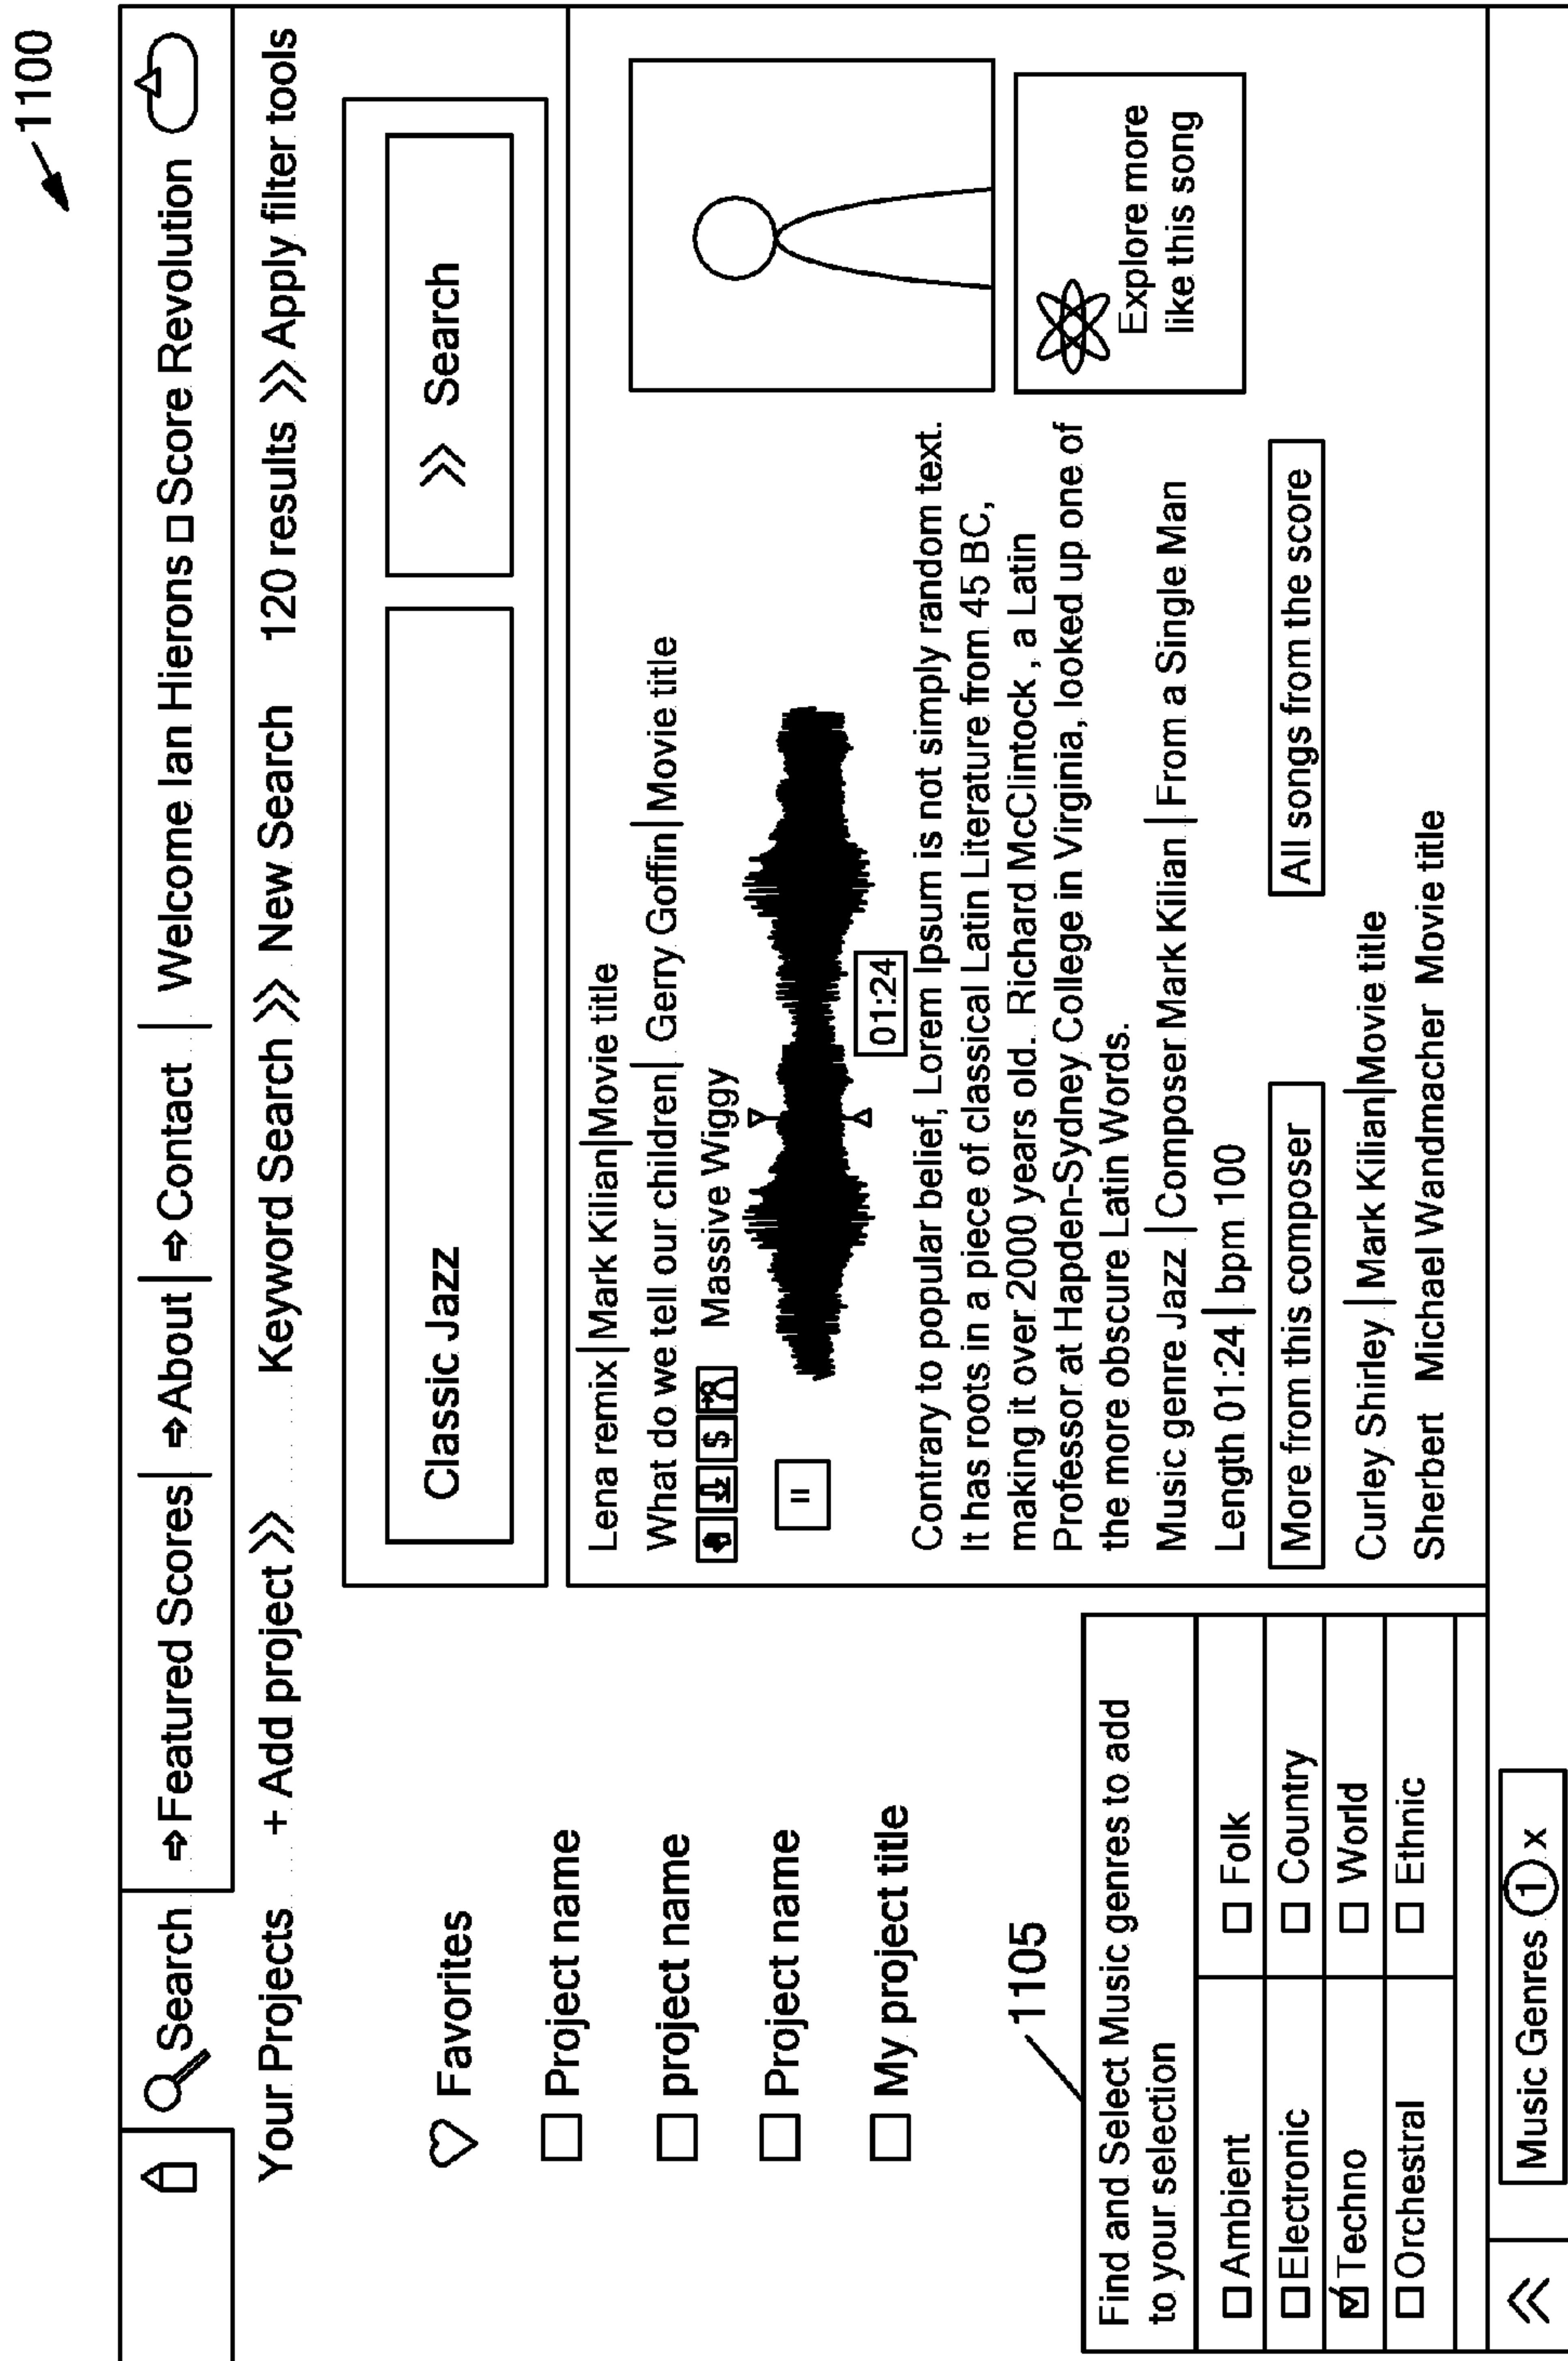 1100
Search ⇨Featured Scores ⇨About ⇨Contact Welcome Ian Hierons Score Revolution
Your Projects + Add project >> Keyword Search >> New Search 120 results >> Apply filter tools
Favorites
Project name
project name
Project name
My project title
Classic Jazz
>> Search
Lena remix|Mark Kilian|Movie title
What do we tell our children| Gerry Goffin|Movie title
$ Massive Wiggy
01:24
Contrary to popular belief, Lorem Ipsum is not simply random text.
It has roots in a piece of classical Latin Literature from 45 BC,
making it over 2000 years old. Richard McClintock , a Latin
Professor at Hapden-Sydney College in Virginia, looked up one of
the more obscure Latin Words.
Music genre Jazz |Composer Mark Kilian |From a Single Man
Length 01:24 | bpm 100
More from this composer
All songs from the score
Curley Shirley | Mark Kilian|Movie title
Sherbert Michael Wandmacher Movie title
Explore more
like this song
1105
Find and Select Music genres to add
to your selection
Ambient Folk
Electronic Country
Techno World
Orchestral Ethnic
<< Music Genres 1 x